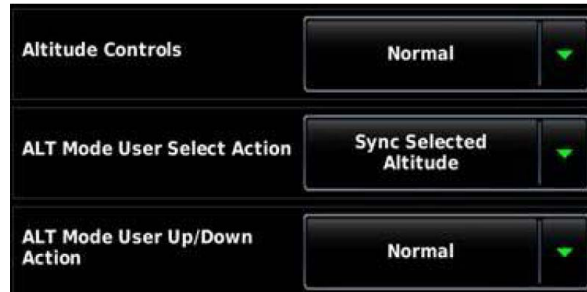 Altitude Controls
Normal
ALT Mode User Select Action
Sync Selected
Altitude
ALT Mode User Up/Down
Action
Normal